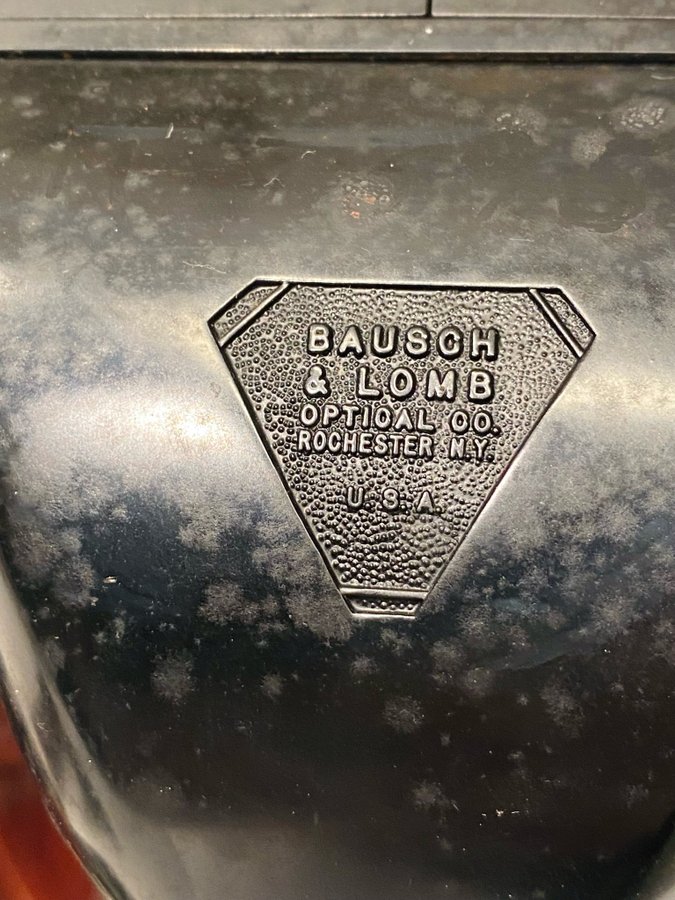 BAUSCH
& LOMB
OPTICAL CO.
ROCHESTER N.Y.
U.S.A.